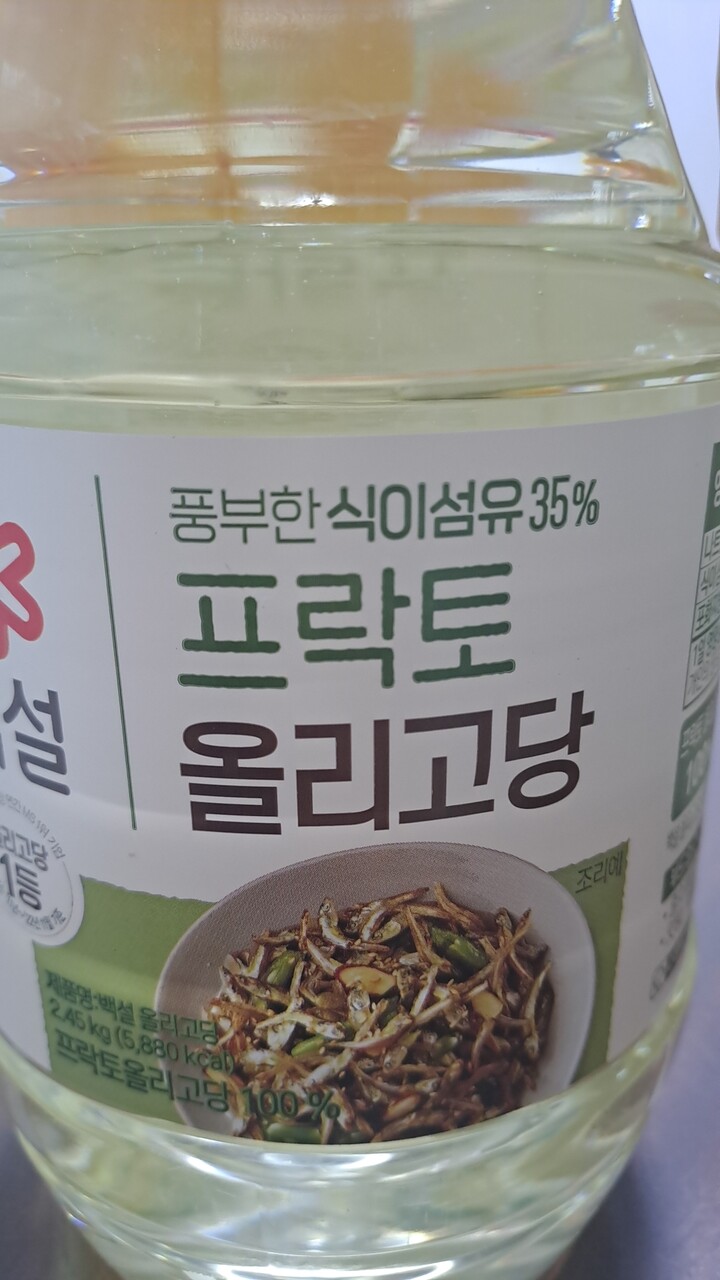 풍부한 식이섬유 35%
프락토
올리고당
설
올리고당
1등
조리예
제품명:백설 올리고당
2.45 kg (5,880 kcal)
프락토올리고당 100 %